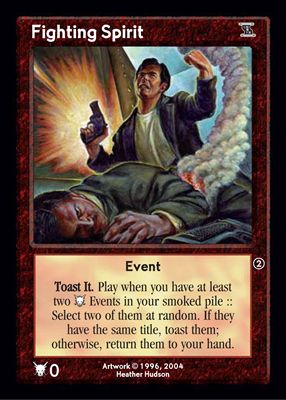 Fighting Spirit
Event
②
Toast It. Play when you have at least
two Events in your smoked pile ::
Select two of them at random. If they
have the same title, toast them;
otherwise, return them to your hand.
0
Artwork © 1996, 2004
Heather Hudson